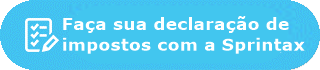 Faça sua declaração de
impostos com a Sprintax